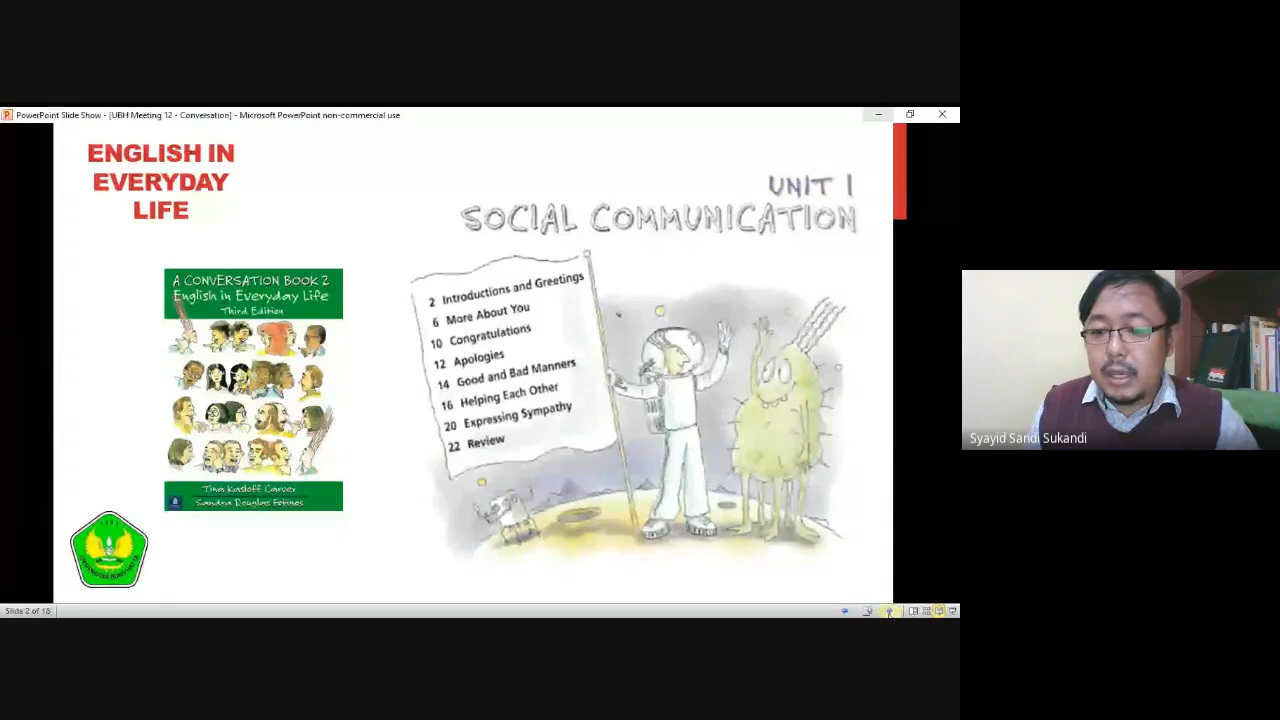 PowerPoint Slide Show - [UBH Meeting 12 - Conversation] - Microsoft PowerPoint non-commercial use
ENGLISH IN
EVERYDAY
LIFE
UNIT 1
SOCIAL COMMUNICATION
A CONVERSATION BOOK 2
English in Everyday Life
Third Edition
Tina Kasloff Carver
Sandra Douglas Fotinos
2 Introductions and Greetings
6 More About You
10 Congratulations
12 Apologies
14 Good and Bad Manners
16 Helping Each Other
20 Expressing Sympathy
22 Review
Syayid Sandi Sukandi
Slide 2 of 18